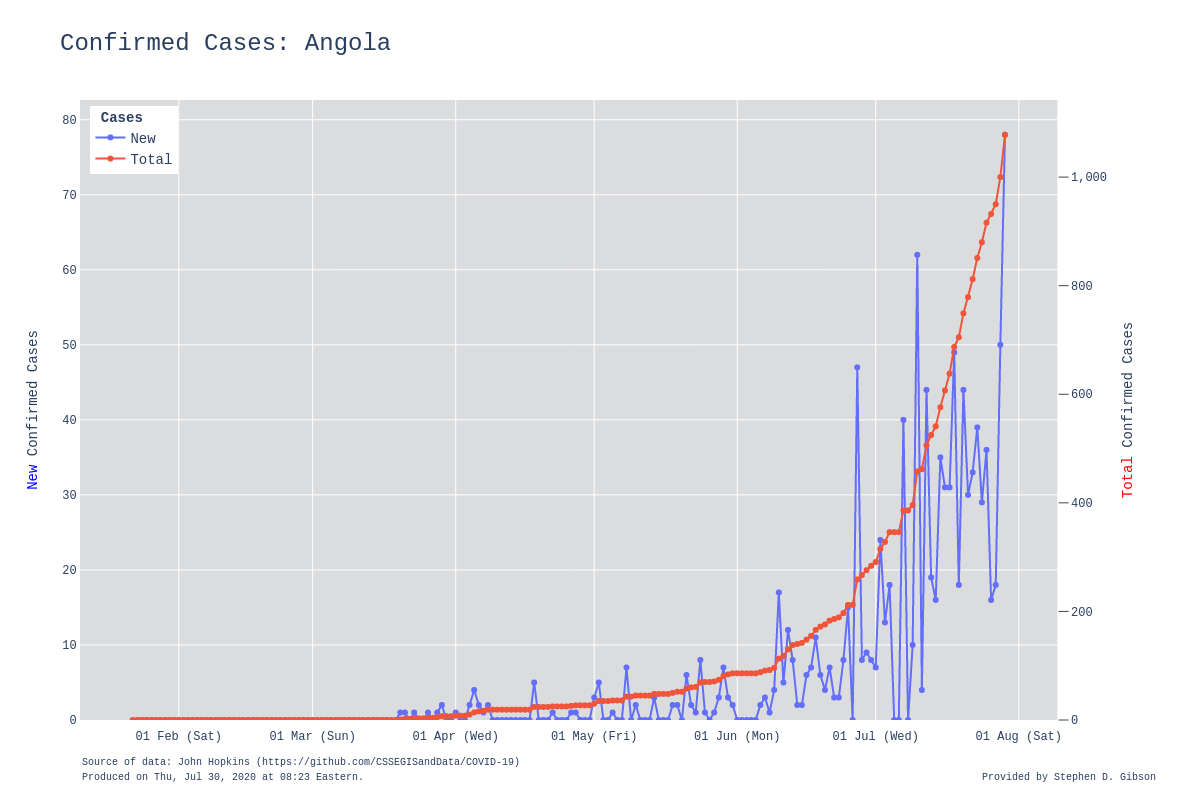 Confirmed Cases: Angola
Cases
New
Total
80
70
60
50
40
30
20
10
0
1,000
800
600
400
200
0
New Confirmed Cases
Total Confirmed Cases
01 Feb (Sat)
01 Mar (Sun)
01 Apr (Wed)
01 May (Fri)
01 Jun (Mon)
01 Jul (Wed)
01 Aug (Sat)
Source of data: John Hopkins (https://github.com/CSSEGISandData/COVID-19)
Produced on Thu, Jul 30, 2020 at 08:23 Eastern.
Provided by Stephen D. Gibson